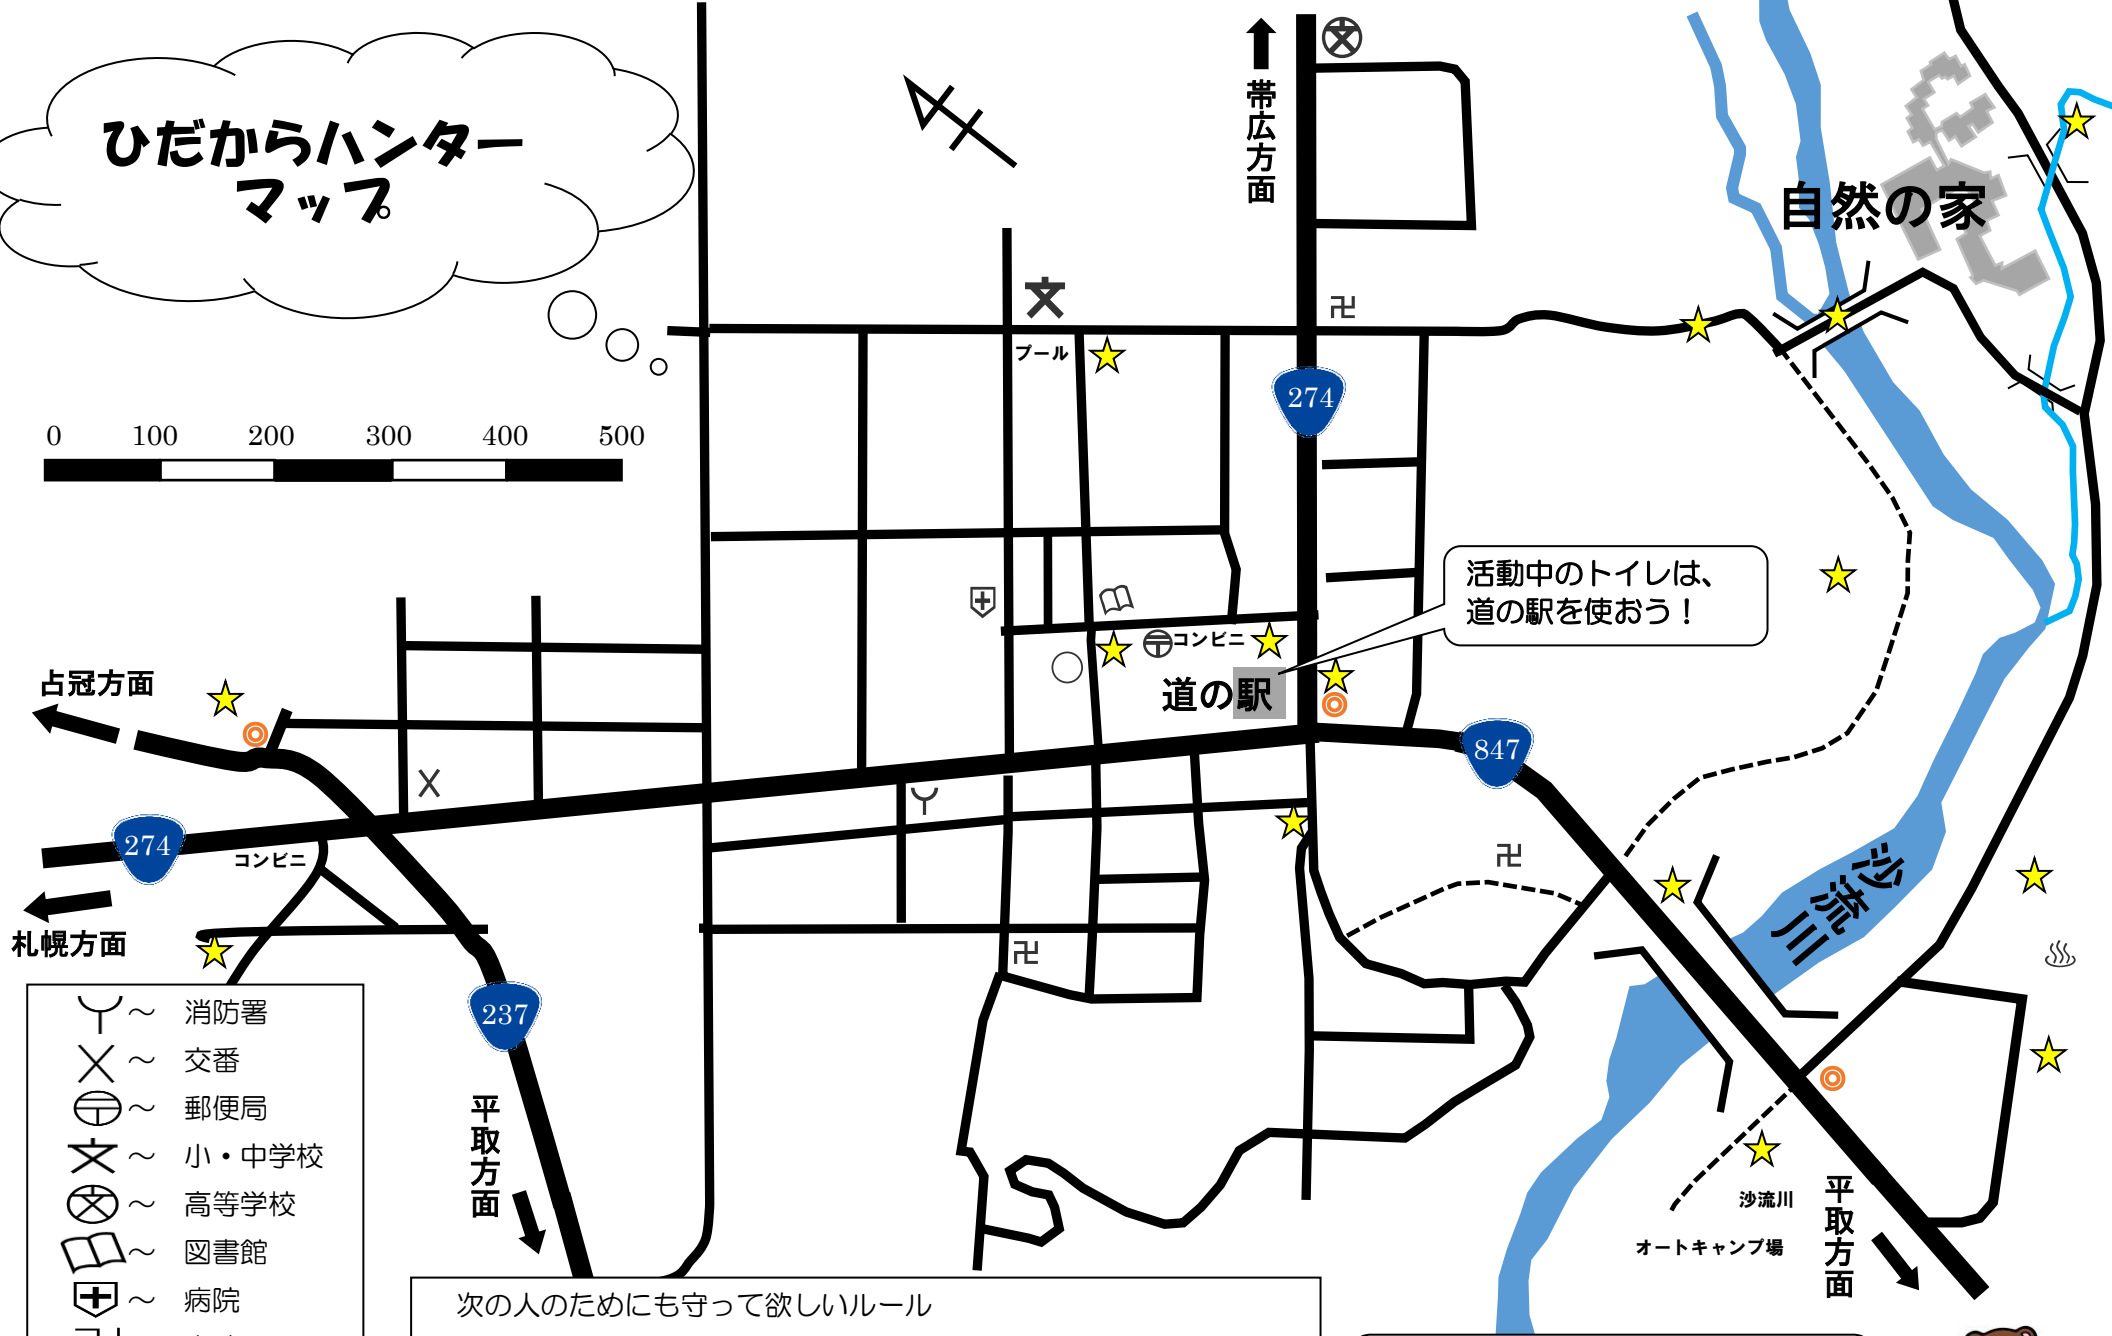 ひだからハンター
マップ
帯広方面
自然の家
プール
274
0 100 200 300 400 500
活動中のトイレは、
道の駅を使おう！
コンビニ
道の駅
占冠方面
847
274
コンビニ
沙流川
札幌方面
237
平取方面
～ 消防署
～ 交番
～ 郵便局
～ 小・中学校
～ 高等学校
～ 図書館
～ 病院
沙流川
オートキャンプ場
平取方面
次の人のためにも守って欲しいルール